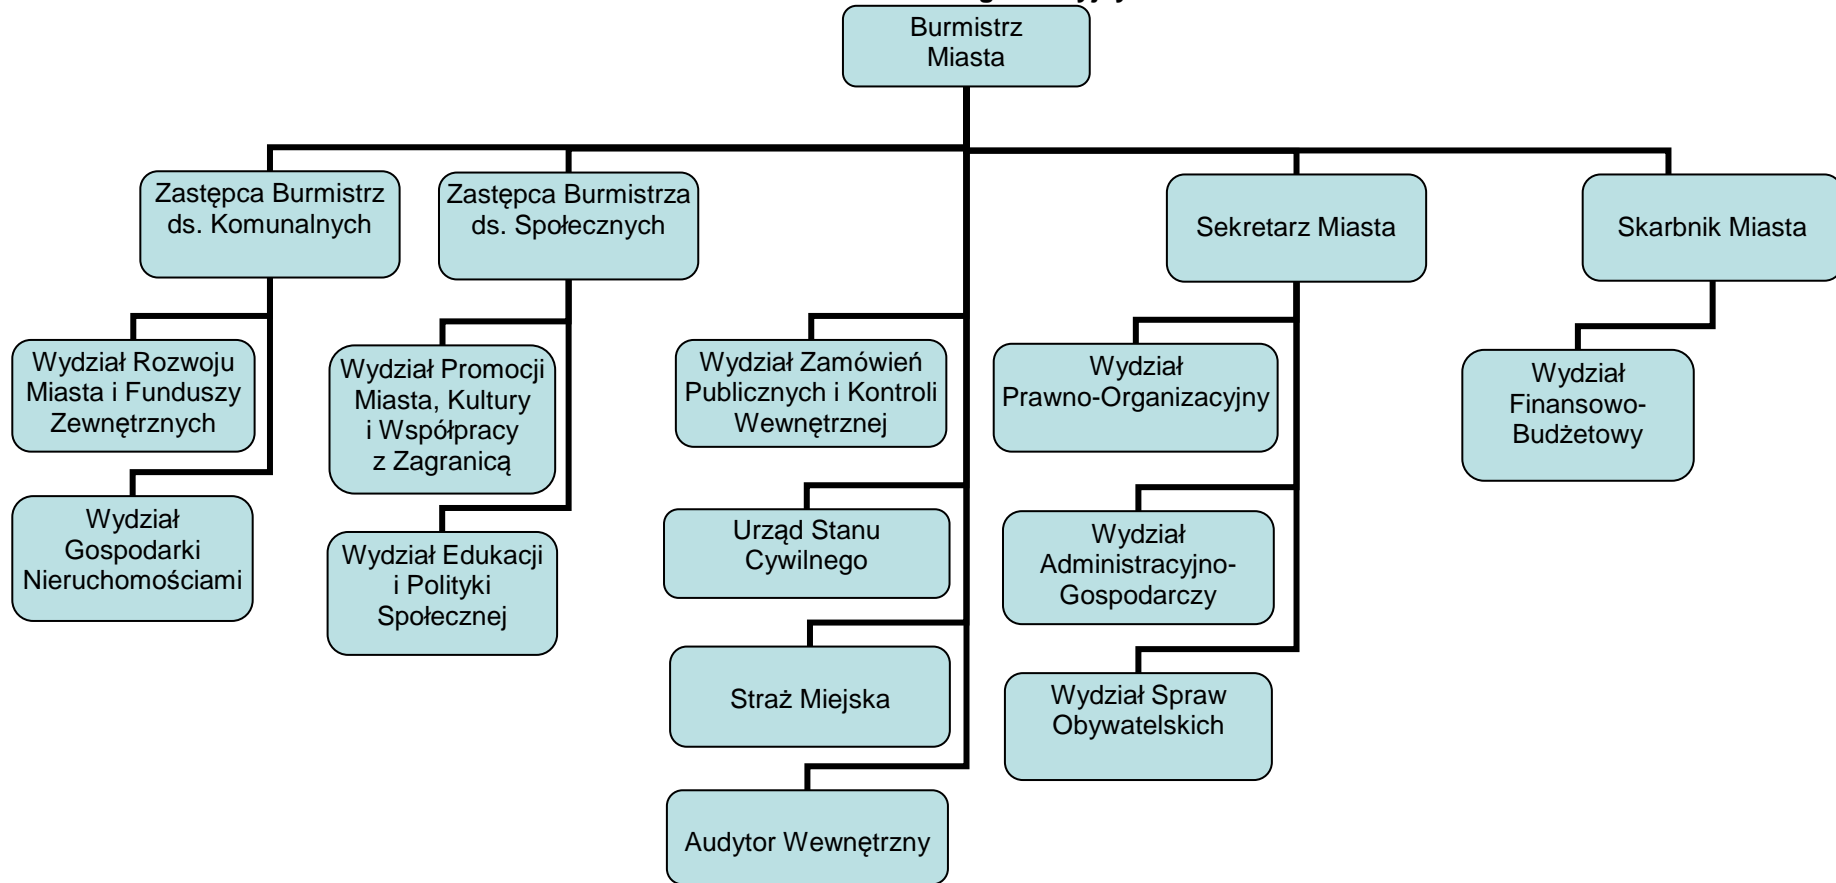 Burmistrz
Miasta
Zastępca Burmistrz
ds. Komunalnych
Zastępca Burmistrza
ds. Społecznych
Sekretarz Miasta
Skarbnik Miasta
Wydział Rozwoju
Miasta i Funduszy
Zewnętrznych
Wydział Promocji
Miasta, Kultury
i Współpracy
z Zagranicą
Wydział Zamówień
Publicznych i Kontroli
Wewnętrznej
Wydział
Prawno-Organizacyjny
Wydział
Finansowo-
Budżetowy
Wydział
Gospodarki
Nieruchomościami
Wydział Edukacji
i Polityki
Społecznej
Urząd Stanu
Cywilnego
Wydział
Administracyjno-
Gospodarczy
Straż Miejska
Wydział Spraw
Obywatelskich
Audytor Wewnętrzny